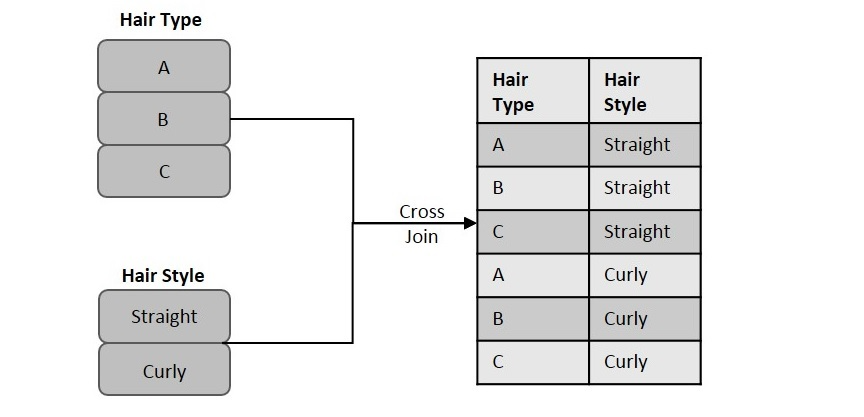 Hair Type
A
B
C
Hair Style
Straight
Curly
Cross
Join
Hair Hair
Type Style
A Straight
B Straight
C Straight
A Curly
B Curly
C Curly